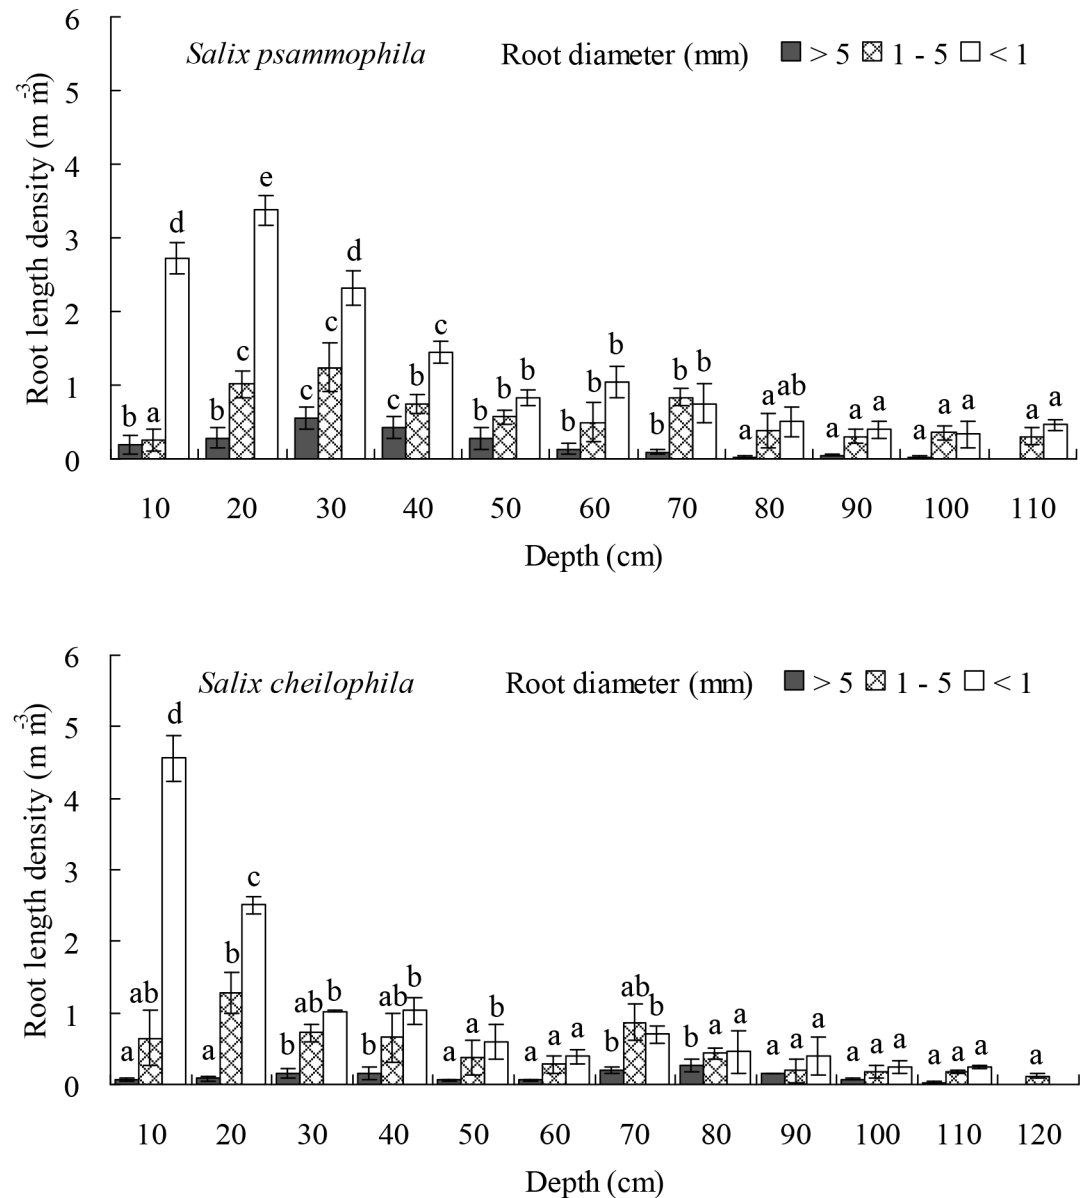 Salix psammophila Root diameter (mm) > 5 1 - 5 < 1
Root length density (m m-3)
6
5
4
3
2
1
0
b a d
b c e
c c d
c b c
b b b
b b b
b b b
a a ab
a a a
a a a
a a
10 20 30 40 50 60 70 80 90 100 110
Depth (cm)
Salix cheilophila Root diameter (mm) > 5 1 - 5 < 1
Root length density (m m-3)
6
5
4
3
2
1
0
a ab d
a b c
b ab b
b ab b
a a b
a a a
b ab b
b a a
a a a
a a a
a a a
a
10 20 30 40 50 60 70 80 90 100 110 120
Depth (cm)